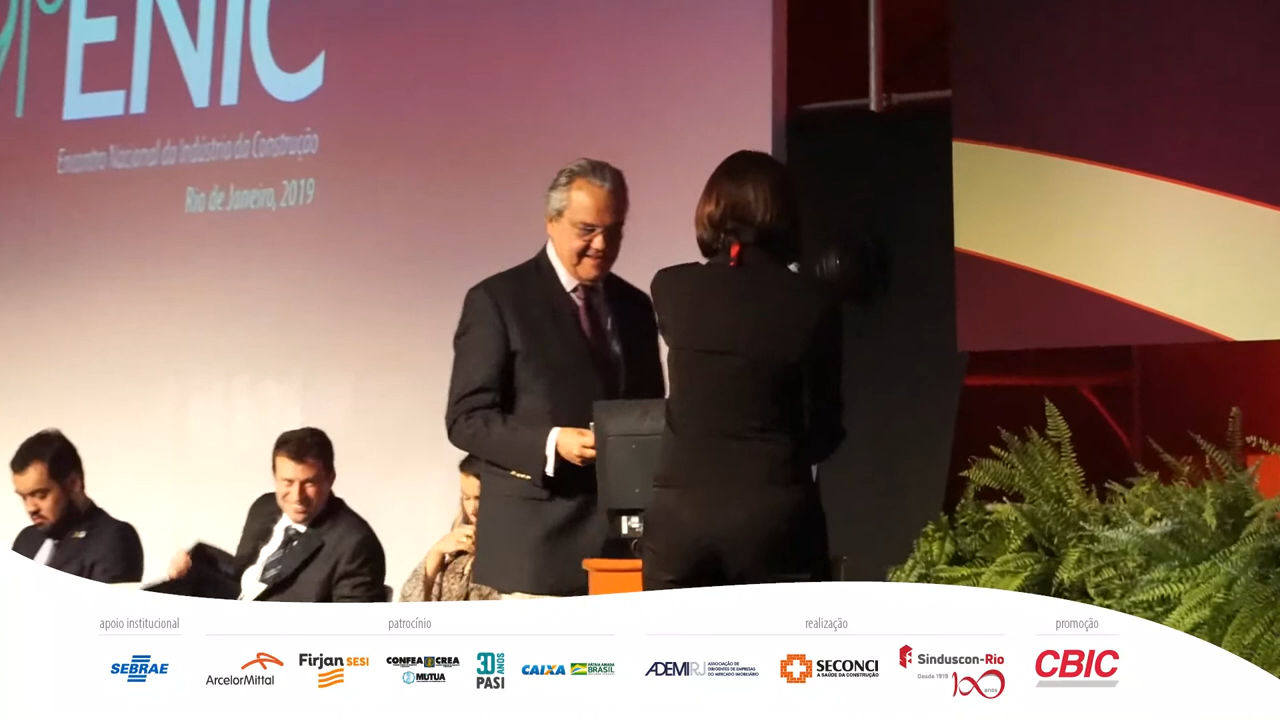 ENIC
Encontro Nacional da Indústria da Construção
Rio de Janeiro, 2019
apoio institucional
patrocínio
realização
promoção
SEBRAE
ArcelorMittal
Firjan SESI
CONFEA CREA
MUTUA
30 ANOS
PASI
CAIXA
PÁTRIA AMADA
BRASIL
ADEMI RJ
ASSOCIAÇÃO DE
DIRIGENTES DE EMPRESAS
DO MERCADO IMOBILIÁRIO
SECONCI
A SAÚDE DA CONSTRUÇÃO
Sinduscon-Rio
Desde 1919
100 anos
CBIC